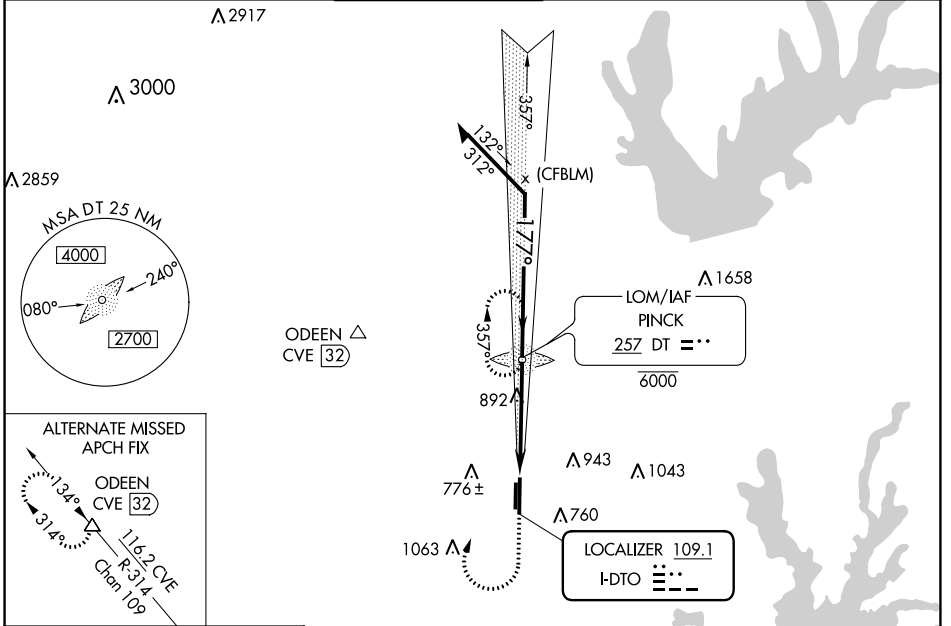 2917
3000
2859
MSA DT 25 NM
4000
240°
080°
2700
357°
132°
312°
(CFBLM)
177°
1658
LOM/IAF
PINCK
257 DT
6000
357°
ODEEN
CVE 32
892
943
1043
776 ±
760
1063
LOCALIZER 109.1
I-DTO
ALTERNATE MISSED
APCH FIX
ODEEN
CVE 32
134°
314°
116.2 CVE
R-314
Chan 109